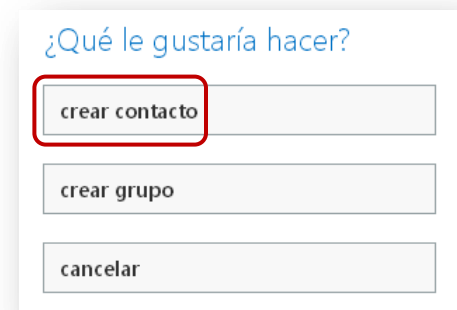 ¿Qué le gustaría hacer?
crear contacto
crear grupo
cancelar